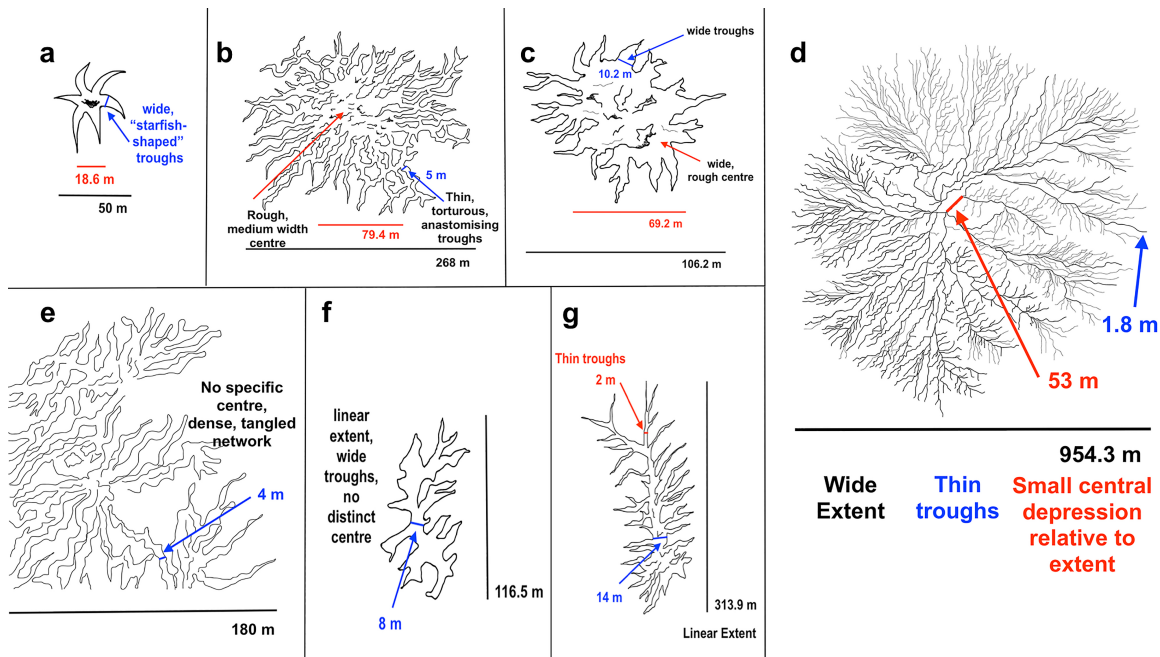 a
wide,
“starfish-
shaped”
troughs
18.6 m
50 m
b
5 m
Rough,
medium width
centre
Thin,
torturous,
anastomising
troughs
79.4 m
268 m
c
wide troughs
10.2 m
wide,
rough centre
69.2 m
106.2 m
d
1.8 m
53 m
954.3 m
Wide
Extent
Thin
troughs
Small central
depression
relative to
extent
e
No specific
centre,
dense, tangled
network
4 m
180 m
f
linear
extent,
wide
troughs,
no
distinct
centre
8 m
116.5 m
g
Thin troughs
2 m
14 m
313.9 m
Linear Extent